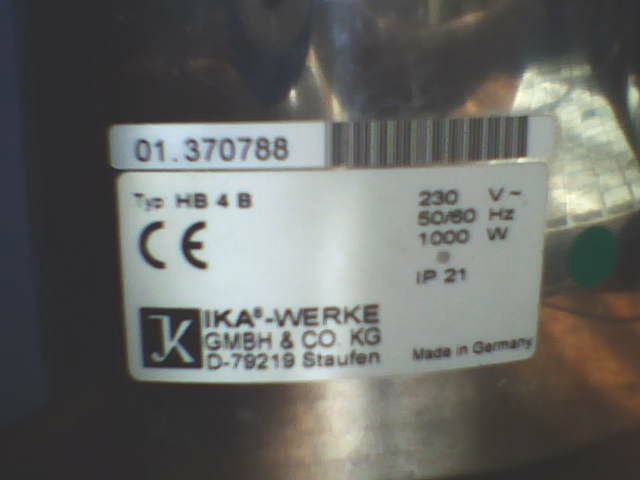 01.370788
Typ HB 4 B
230 V~
50/60 Hz
1000 W
IP 21
CE
IKA®-WERKE
GMBH & CO. KG
D-79219 Staufen
Made in Germany